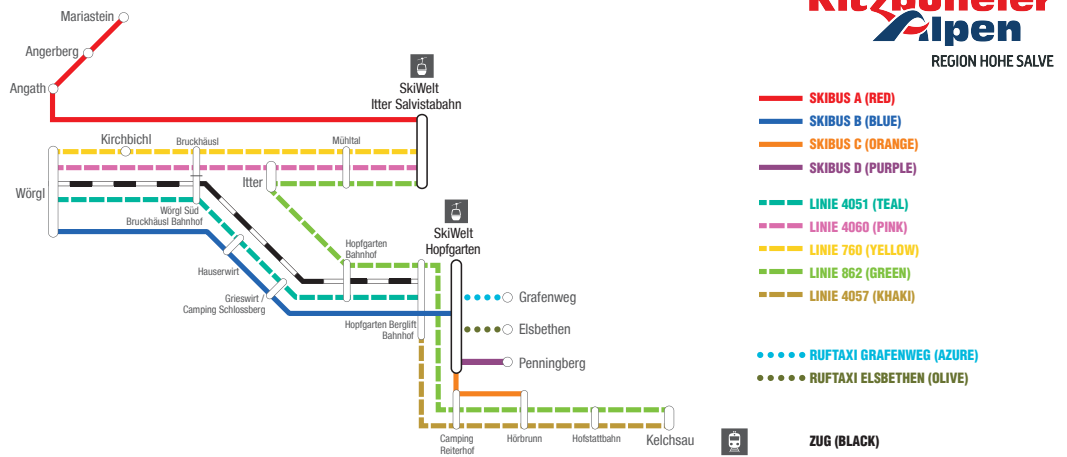 Kitzbüheler
Alpen
REGION HOHE SALVE
Mariastein
Angerberg
Angath
SkiWelt
Itter Salvistabahn
Kirchbichl
Bruckhäusl
Mühltal
Wörgl
Itter
Wörgl Süd
Bruckhäusl Bahnhof
SkiWelt
Hopfgarten
Hopfgarten
Bahnhof
Hauserwirt
Grieswirt /
Camping Schlossberg
Hopfgarten Berglift
Bahnhof
Grafenweg
Elsbethen
Penningberg
Camping
Reiterhof
Hörbrunn
Hofstattbahn
Kelchsau
SKIBUS A (RED)
SKIBUS B (BLUE)
SKIBUS C (ORANGE)
SKIBUS D (PURPLE)
LINIE 4051 (TEAL)
LINIE 4060 (PINK)
LINIE 760 (YELLOW)
LINIE 862 (GREEN)
LINIE 4057 (KHAKI)
RUFTAXI GRAFENWEG (AZURE)
RUFTAXI ELSBETHEN (OLIVE)
ZUG (BLACK)